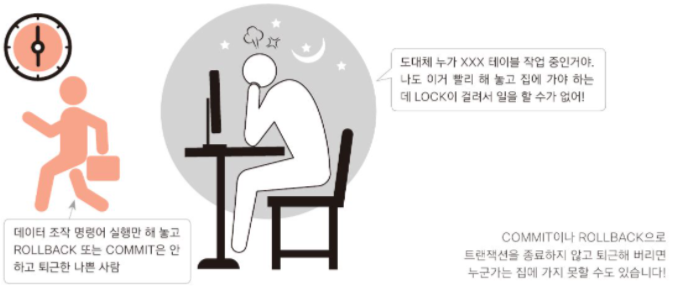 도대체 누가 XXX 테이블 작업 중인거야.
나도 이거 빨리 해 놓고 집에 가야 하는
데 LOCK이 걸려서 일을 할 수가 없어!
데이터 조작 명령어 실행만 해 놓고
ROLLBACK 또는 COMMIT은 안
하고 퇴근한 나쁜 사람
COMMIT이나 ROLLBACK으로
트랜잭션을 종료하지 않고 퇴근해 버리면
누군가는 집에 가지 못할 수도 있습니다!